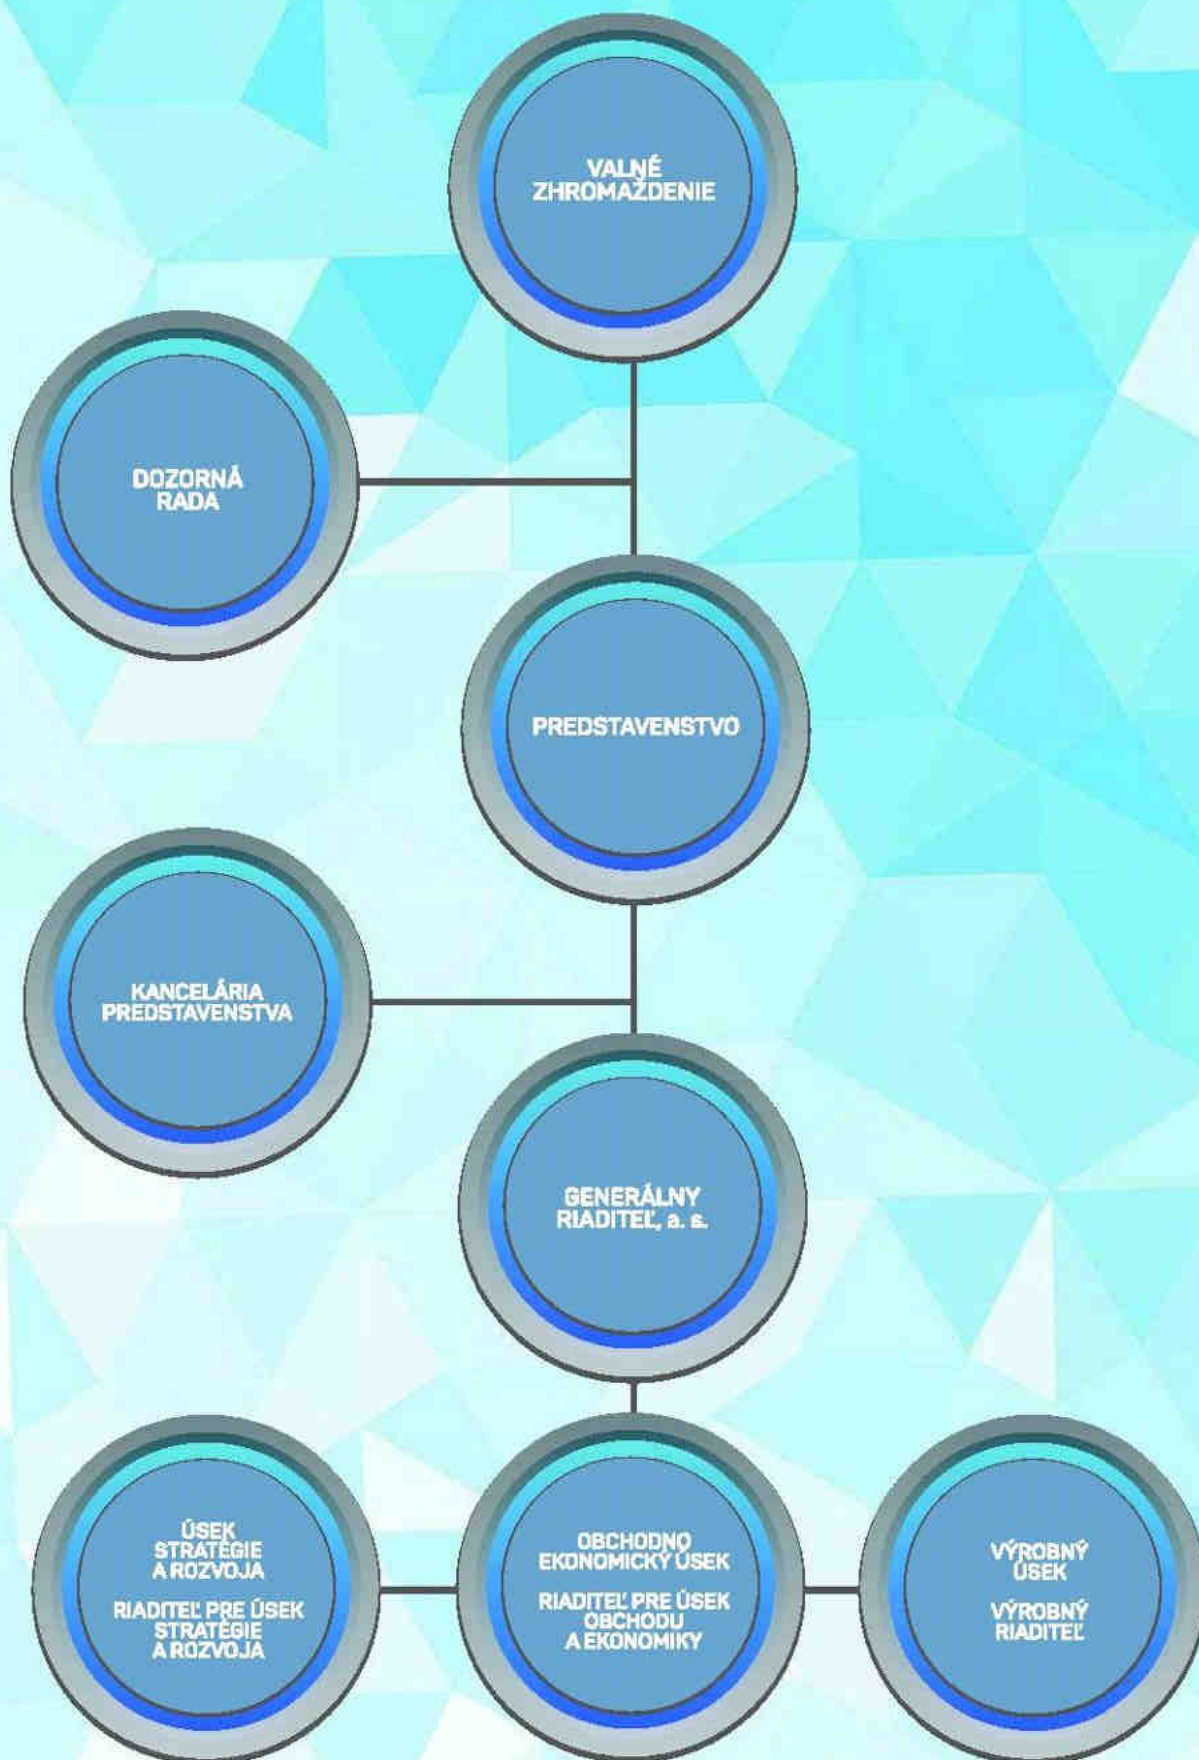 VALNÉ
ZHROMAŽDENIE
DOZORNÁ
RADA
PREDSTAVENSTVO
KANCELÁRIA
PREDSTAVENSTVA
GENERÁLNY
RIADITEĽ, a. s.
ÚSEK
STRATÉGIE
A ROZVOJA
RIADITEĽ PRE ÚSEK
STRATÉGIE
A ROZVOJA
OBCHODNO
EKONOMICKÝ ÚSEK
RIADITEĽ PRE ÚSEK
OBCHODU
A EKONOMIKY
VÝROBNÝ
ÚSEK
VÝROBNÝ
RIADITEĽ